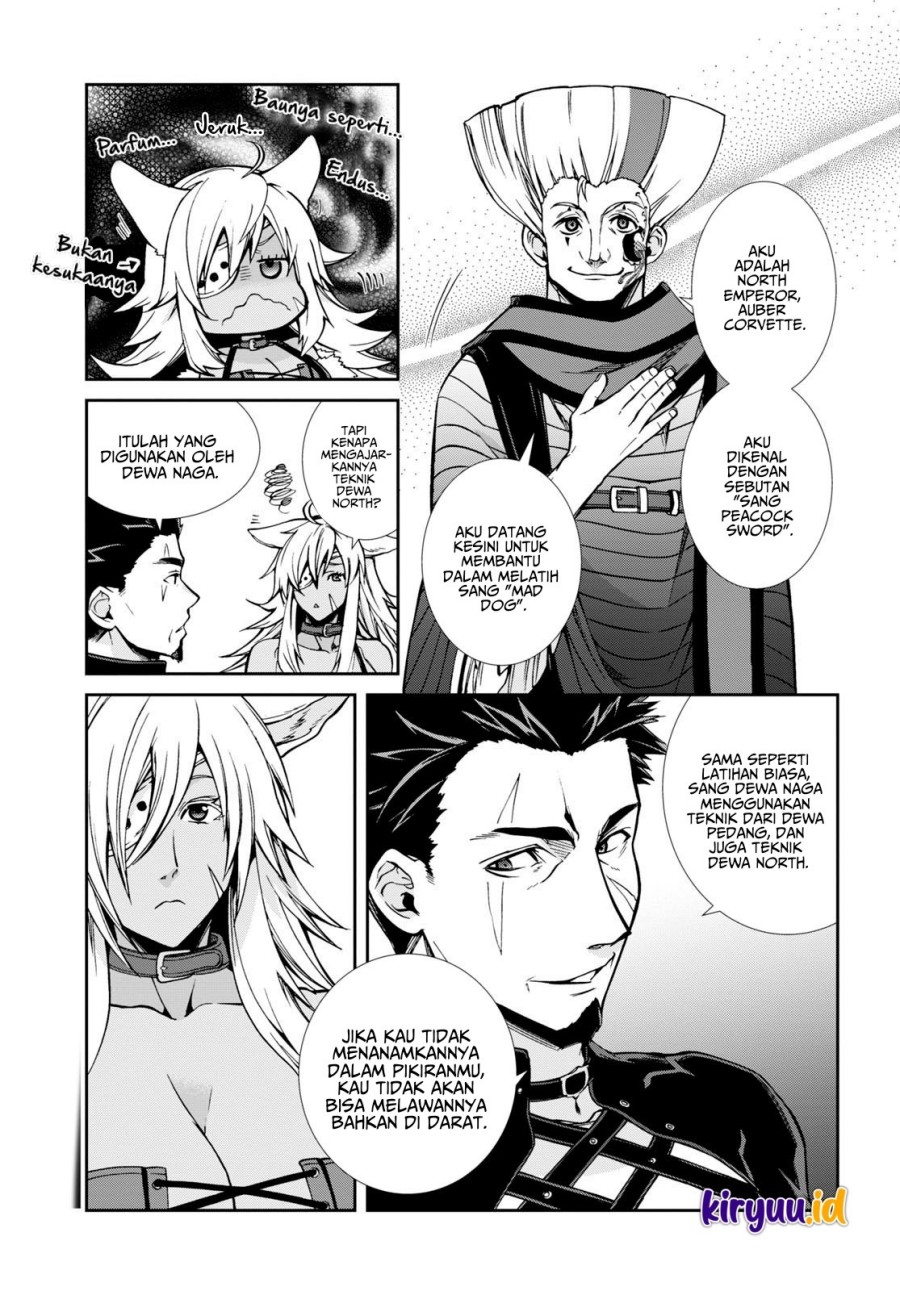 AKU
ADALAH
NORTH
EMPEROR,
AUBER
CORVETTE.
AKU
DIKENAL
DENGAN
SEBUTAN
"SANG
PEACOCK
SWORD".
AKU DATANG
KESINI UNTUK
MEMBANTU
DALAM MELATIH
SANG "MAD
DOG".
Baunya seperti...
Jeruk...
Parfum...
Endus...
Bukan
kesukaanya
TAPI
KENAPA
MENGAJAR-
KANNYA
TEKNIK
DEWA
NORTH?
ITULAH YANG
DIGUNAKAN OLEH
DEWA NAGA.
SAMA SEPERTI
LATIHAN BIASA,
SANG DEWA NAGA
MENGGUNAKAN
TEKNIK DARI DEWA
PEDANG, DAN
JUGA TEKNIK
DEWA NORTH.
JIKA KAU TIDAK
MENANAMKANNYA
DALAM PIKIRANMU,
KAU TIDAK AKAN
BISA MELAWANNYA
BAHKAN DI DARAT.
kiryuu.id